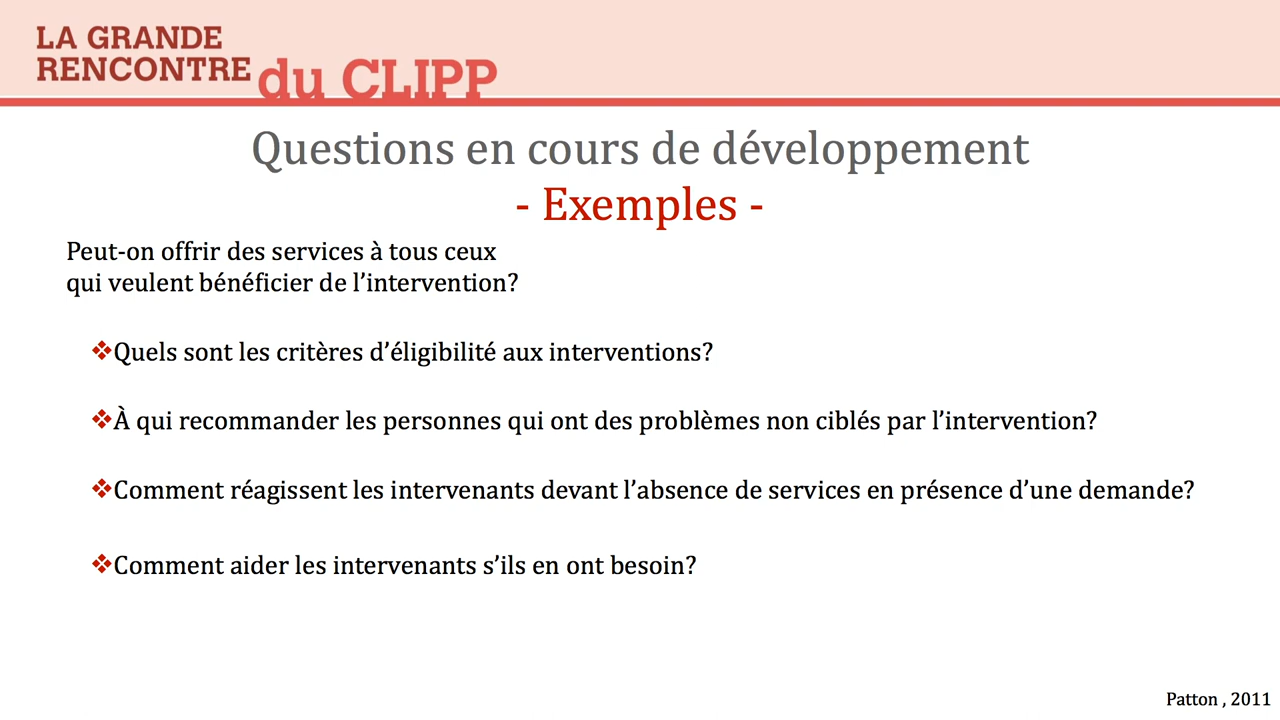 LA GRANDE
RENCONTRE du CLIPP
Questions en cours de développement
- Exemples -
Peut-on offrir des services à tous ceux
qui veulent bénéficier de l’intervention?
❖Quels sont les critères d’éligibilité aux interventions?
❖À qui recommander les personnes qui ont des problèmes non ciblés par l’intervention?
❖Comment réagissent les intervenants devant l’absence de services en présence d’une demande?
❖Comment aider les intervenants s’ils en ont besoin?
Patton , 2011